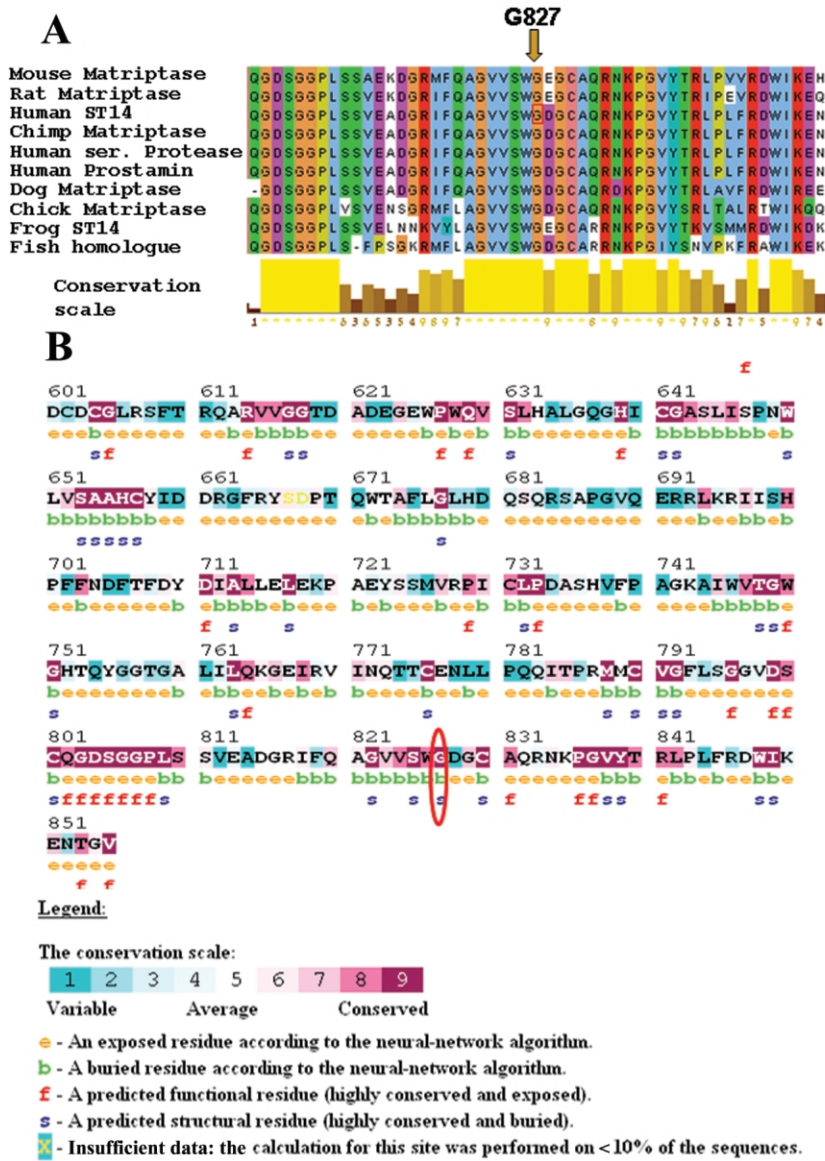 A
G827
Mouse Matriptase QGDSGGPLSSAEKDGRMFQAGVVSWGEGCAQRNKPGVYTRLPVVRDWIKEH
Rat Matriptase QGDSGGPLSSVEKDGRIFQAGVVSWGEGCAQRNKPGVYTRIPEVRDWIKEH
Human ST14 QGDSGGPLSSVEADGRIFQAGVVSWGDGCAQRNKPGVYTRLPLFRDWIKEN
Chimp Matriptase QGDSGGPLSSVEADGRIFQAGVVSWGDGCAQRNKPGVYTRLPLFRDWIKEN
Human ser. Protease QGDSGGPLSSVEADGRIFQAGVVSWGDGCAQRNKPGVYTRLPLFRDWIKEN
Human Prostamin QGDSGGPLSSVEADGRIFQAGVVSWGDGCAQRNKPGVYTRLPLFRDWIKEN
Dog Matriptase -GDSGGPLSSVEADGRIFQAGVVSWGDGCAQRDKPGVYTRLAVFRDWIREE
Chick Matriptase QGDSGGPLVSVENSGRMFLAGVVSWGDGCAQRNKPGVYSRLTALRTWIKQQ
Frog ST14 QGDSGGPLSSVELNNKVYLAGVVSWGEGCARRNKPGVYTKVSMMRDWIKDK
Fish homologue QGDSGGPLS-FPSGKRMFLAGVVSWGDGCARRNKPGIYSNVPKFRAWIKEK
Conservation
scale
B
601 611 621 631 641
DCDCGLRSFT RQARVVGGTD ADEGEWPWQV SLHALGQGHI CGASLISPNW
651 661 671 681 691
LVSAAHCYID DRGFRYSDPT QWTAFLGLHD QSQRSAPGVQ ERRLKRIISH
701 711 721 731 741
PFFNDFTFDY DIALLELEKP AEYSSMVRPI CLPDASHVFP AGKAIWVTGW
751 761 771 781 791
GHTQYGGTGA LILQKGEIRV INQTTCENLL PQQITPRMMC VGFLSGGVDS
801 811 821 831 841
CQGDSGGPLS SVEADGRIFQ AGVVSWGDGC AQRNKPGVYT RLPLFRDWIK
851
ENTGV
Legend:
The conservation scale:
1 2 3 4 5 6 7 8 9
Variable Average Conserved
e - An exposed residue according to the neural-network algorithm.
b - A buried residue according to the neural-network algorithm.
f - A predicted functional residue (highly conserved and exposed).
s - A predicted structural residue (highly conserved and buried).
X - Insufficient data: the calculation for this site was performed on <10% of the sequences.